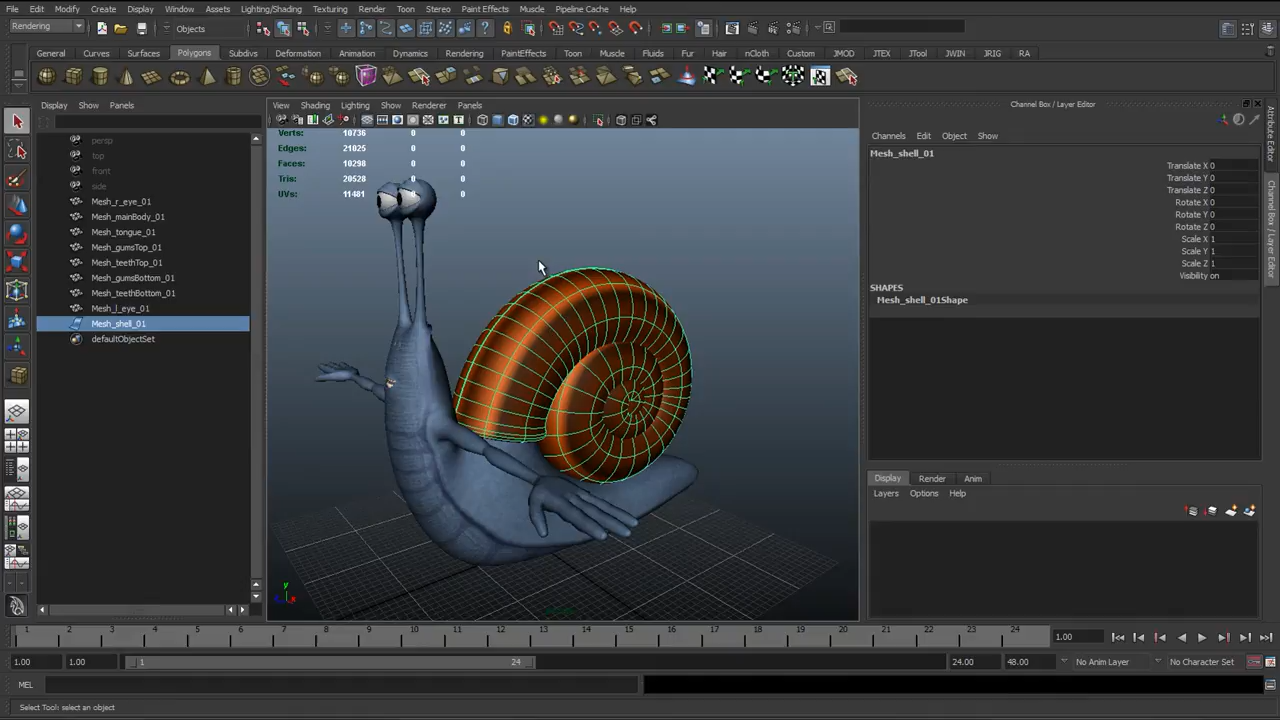 File Edit Modify Create Display Window Assets Lighting/Shading Texturing Render Toon Stereo Paint Effects Muscle Pipeline Cache Help
Rendering Objects
General Curves Surfaces Polygons Subdivs Deformation Animation Dynamics Rendering PaintEffects Toon Muscle Fluids Fur Hair nCloth Custom JMOD JTEX JTool JWIN JRIG RA
Display Show Panels
View Shading Lighting Show Renderer Panels
Channel Box / Layer Editor
persp
top
front
side
Mesh_r_eye_01
Mesh_mainBody_01
Mesh_tongue_01
Mesh_gumsTop_01
Mesh_teethTop_01
Mesh_gumsBottom_01
Mesh_teethBottom_01
Mesh_l_eye_01
Mesh_shell_01
defaultObjectSet
Verts: 10736 0 0
Edges: 21025 0 0
Faces: 10298 0 0
Tris: 20528 0 0
UVs: 11481 0 0
y
Channels Edit Object Show
Mesh_shell_01
Translate X 0
Translate Y 0
Translate Z 0
Rotate X 0
Rotate Y 0
Rotate Z 0
Scale X 1
Scale Y 1
Scale Z 1
Visibility on
SHAPES
Mesh_shell_01Shape
Display Render Anim
Layers Options Help
Attribute Editor
Channel Box / Layer Editor
1 2 3 4 5 6 7 8 9 10 11 12 13 14 15 16 17 18 19 20 21 22 23 24 1.00
1.00 1.00 1 24 24.00 48.00 No Anim Layer No Character Set
MEL
Select Tool: select an object